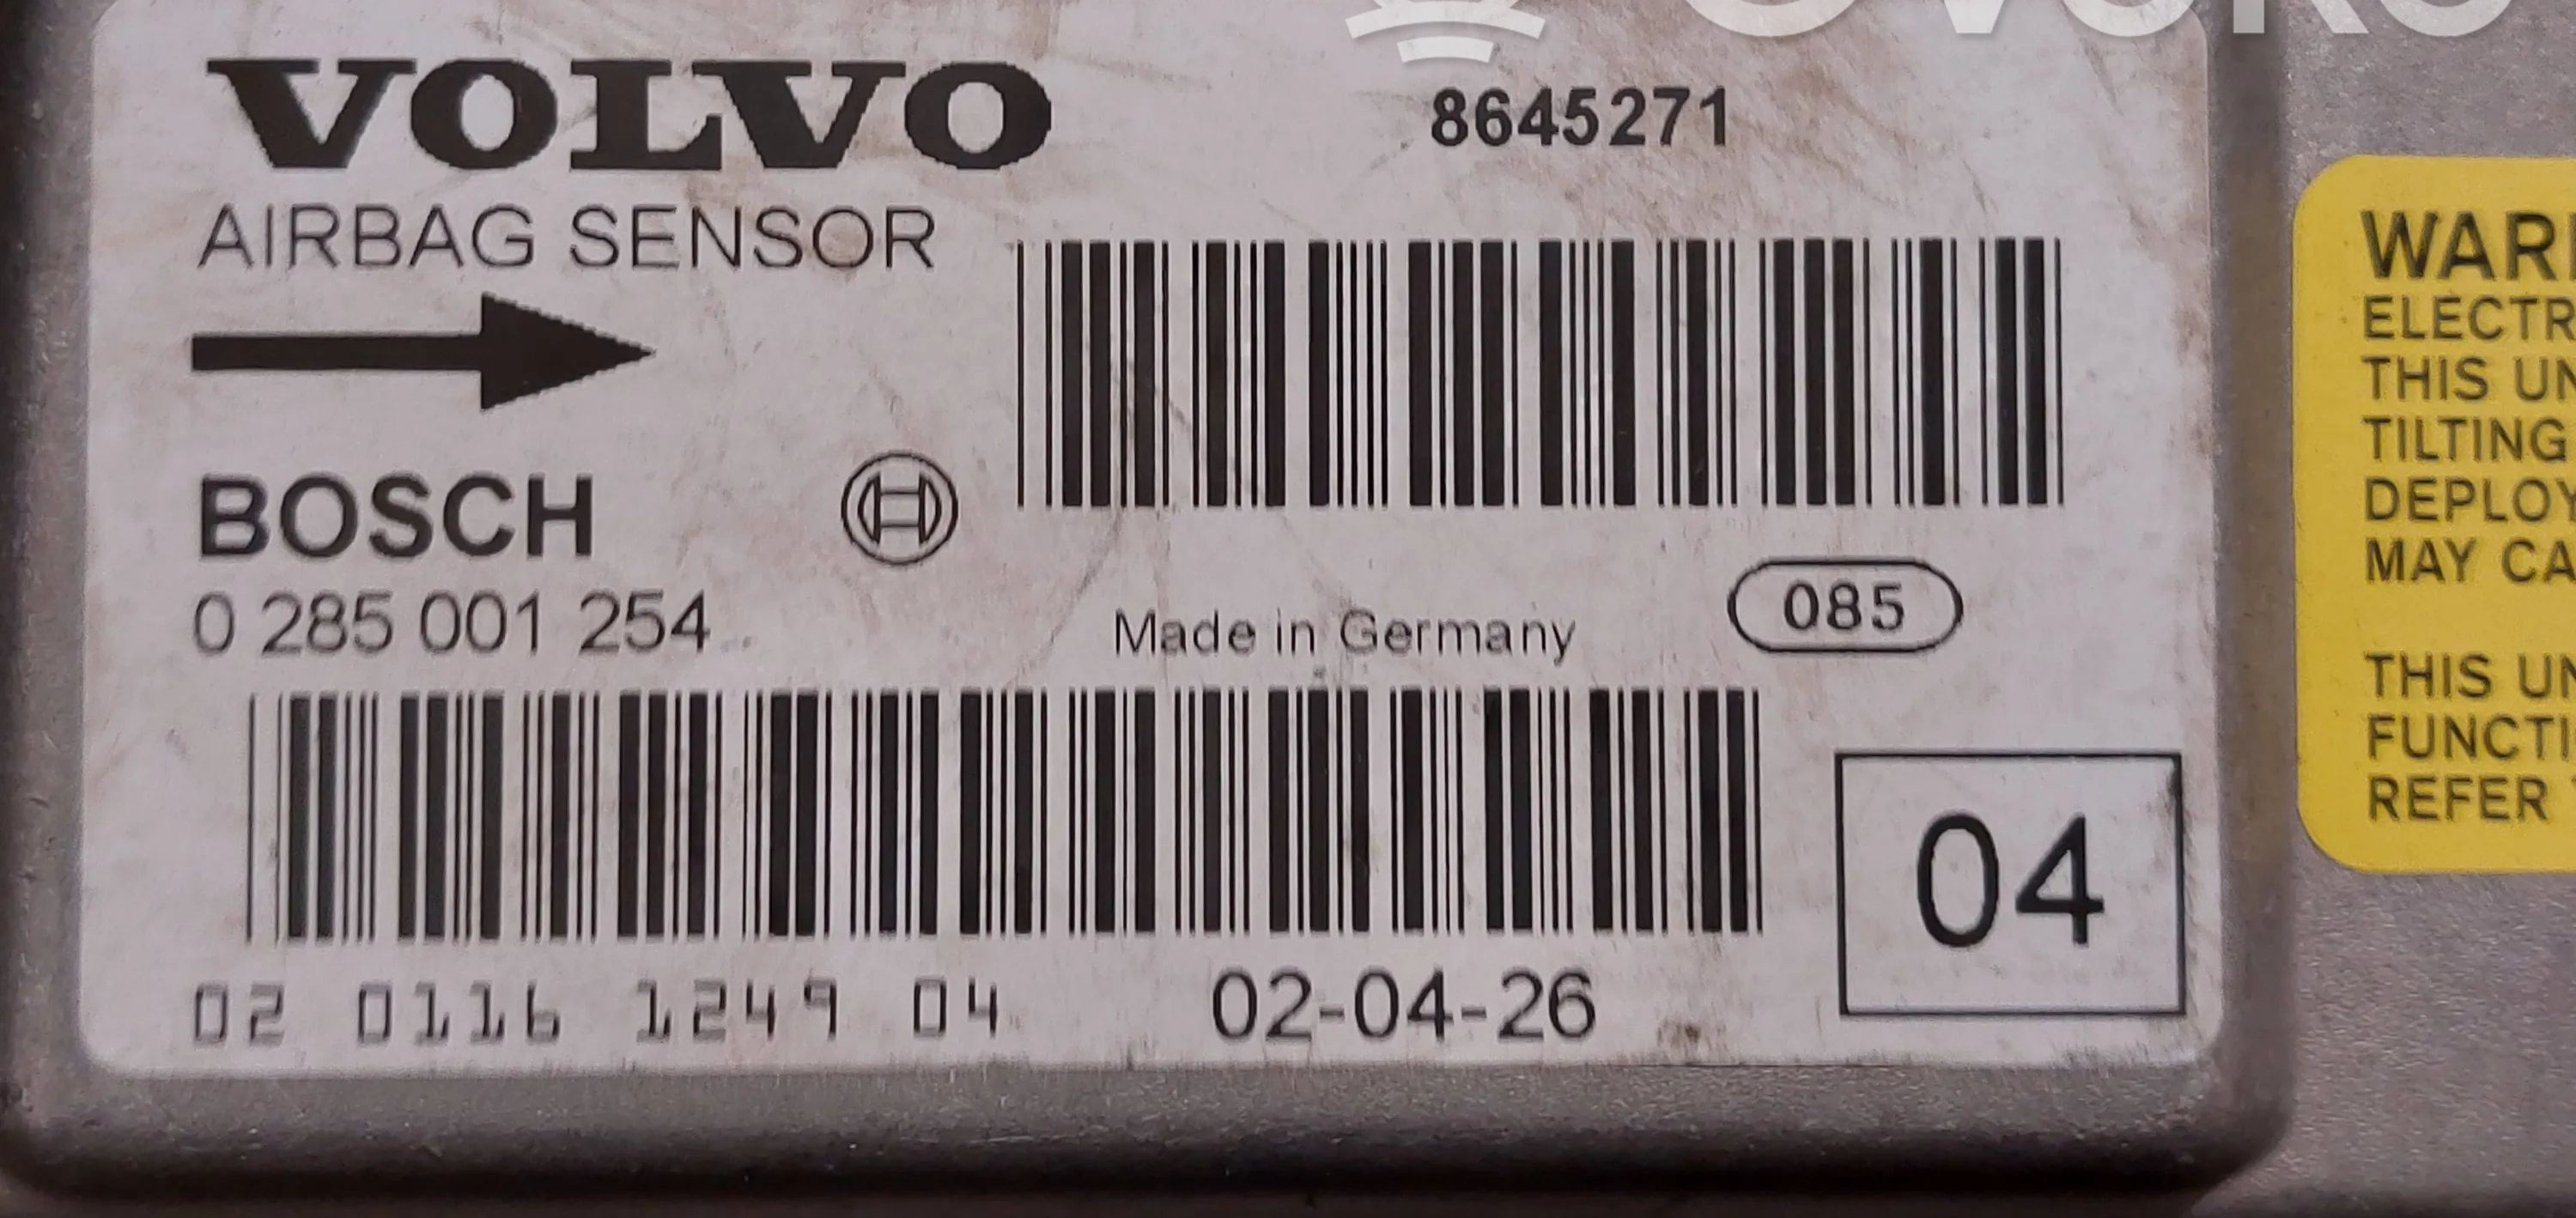 VOLVO
8645271
AIRBAG SENSOR
BOSCH
0 285 001 254
Made in Germany
085
04
02 0116 1249 04
02-04-26
ELECTR
THIS UN
TILTING
DEPLOY
MAY CA
THIS UN
FUNCTI
REFER